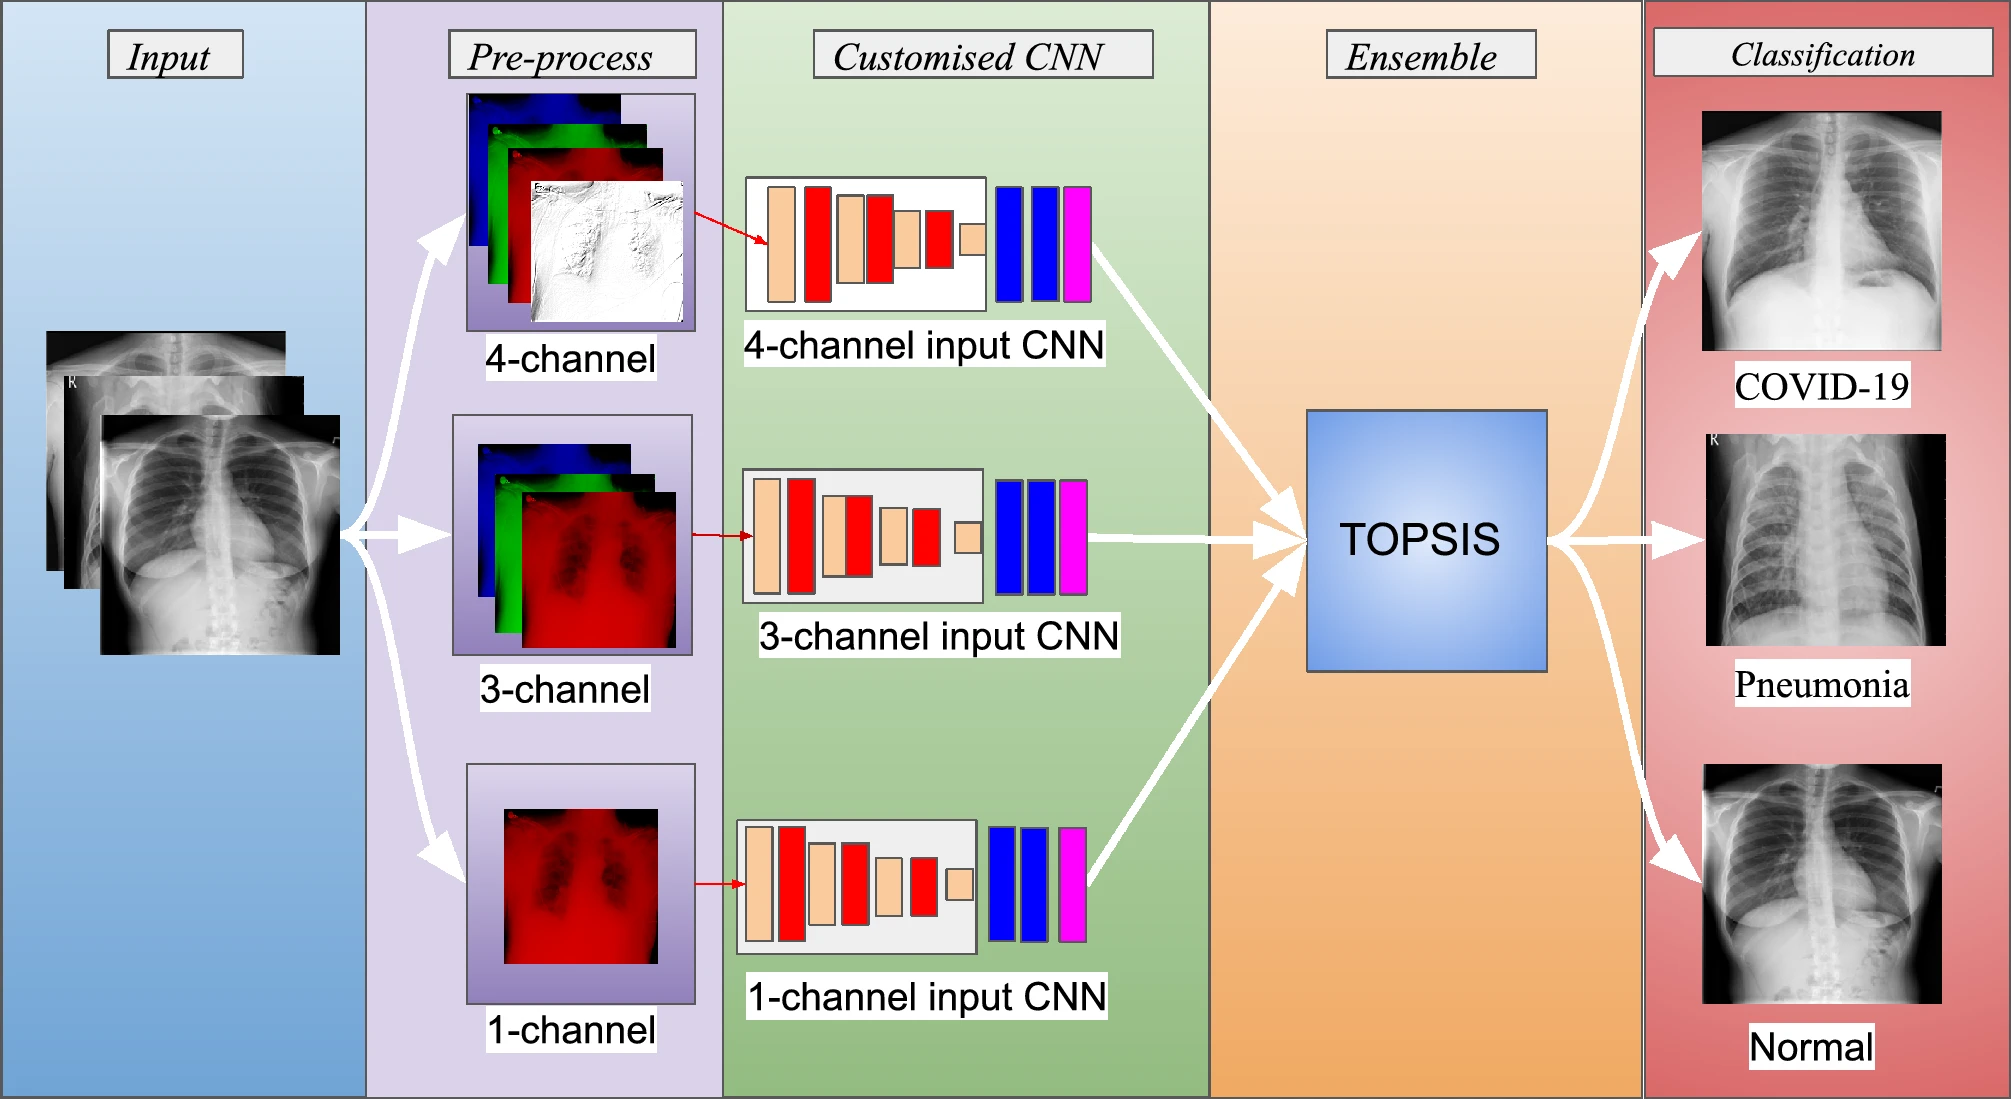 Input
Pre-process
Customised CNN
Ensemble
Classification
4-channel
4-channel input CNN
COVID-19
R
R
TOPSIS
3-channel input CNN
3-channel
Pneumonia
1-channel input CNN
1-channel
Normal